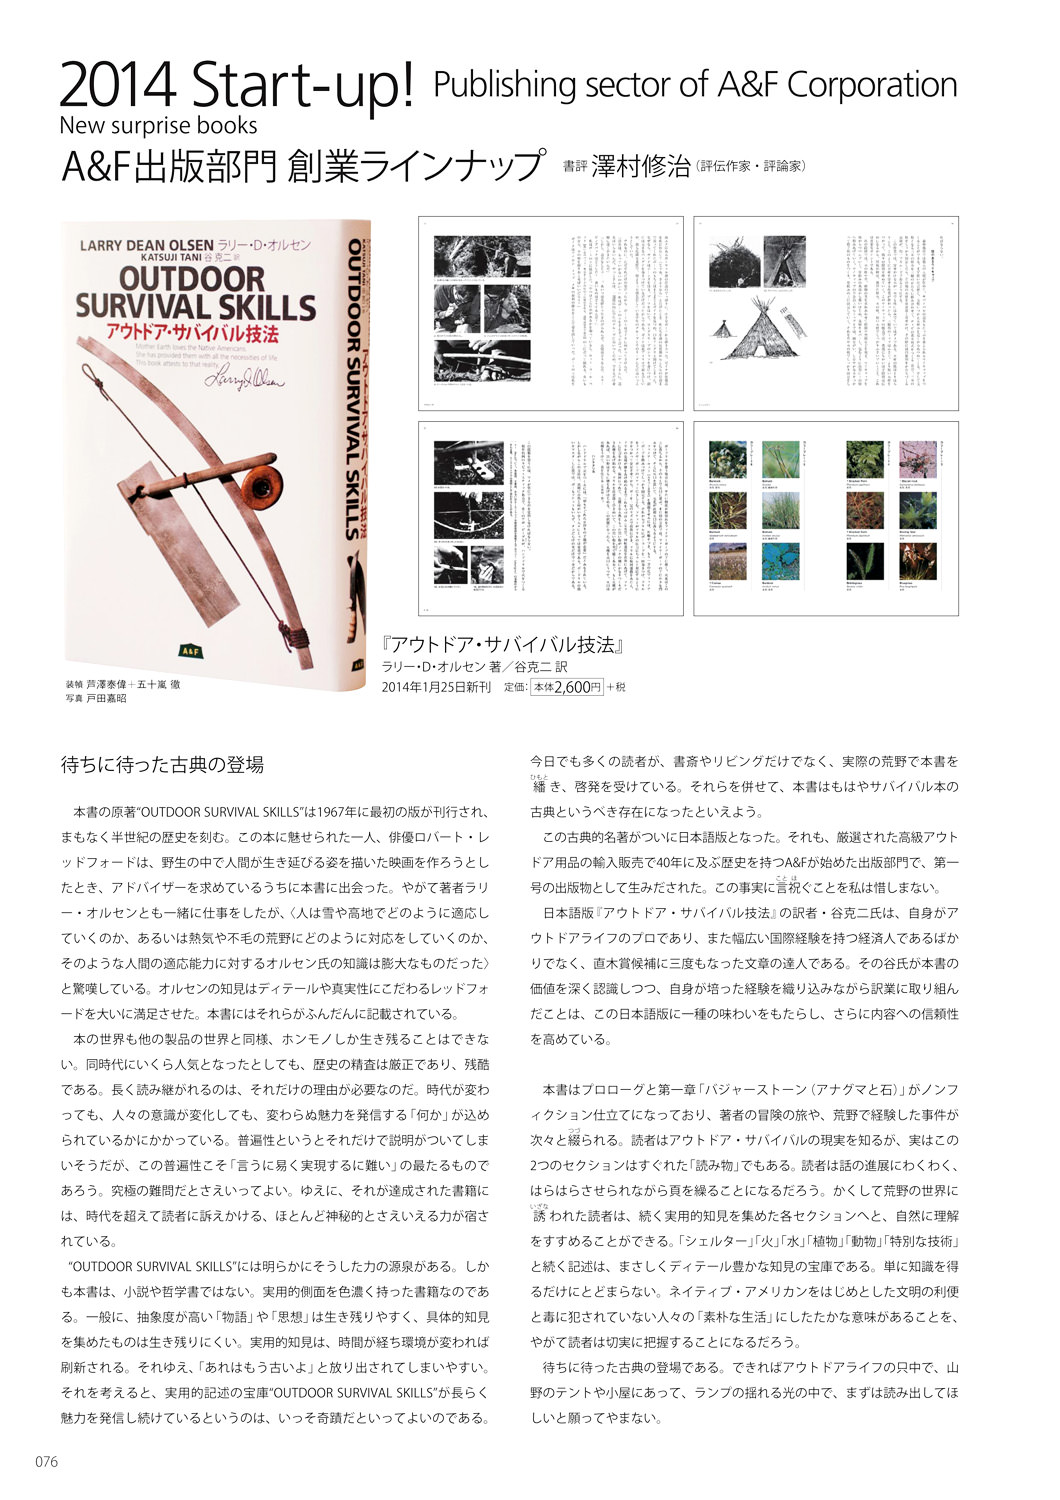 2014 Start-up! Publishing sector of A&F Corporation
New surprise books
A&F出版部門 創業ラインナップ 書評 澤村修治(評伝作家・評論家)
LARRY DEAN OLSEN ラリー・D・オルセン
KATSUJI TANI 谷 克二 訳
OUTDOOR
SURVIVAL SKILLS
アウトドア・サバイバル技法
Mother Earth loves the Native Americans.
She has provided them with all the necessities of life.
This book attests to that reality.
OUTDOOR SURVIVAL SKILLS
A&F
装幀 芦澤泰偉+五十嵐 徹
写真 戸田嘉昭
『アウトドア・サバイバル技法』
ラリー・D・オルセン 著/谷克二 訳
2014年1月25日新刊 定価:本体2,600円+税
待ちに待った古典の登場
本書の原著“OUTDOOR SURVIVAL SKILLS”は1967年に最初の版が刊行され、
まもなく半世紀の歴史を刻む。この本に魅せられた一人、俳優ロバート・レ
ッドフォードは、野生の中で人間が生き延びる姿を描いた映画を作ろうとし
たとき、アドバイザーを求めているうちに本書に出会った。やがて著者ラリ
ー・オルセンとも一緒に仕事をしたが、〈人は雪や高地でどのように適応し
ていくのか、あるいは熱気や不毛の荒野にどのように対応をしていくのか、
そのような人間の適応能力に対するオルセン氏の知識は膨大なものだった〉
と驚嘆している。オルセンの知見はディテールや真実性にこだわるレッドフォ
ードを大いに満足させた。本書にはそれらがふんだんに記載されている。
本の世界も他の製品の世界と同様、ホンモノしか生き残ることはできな
い。同時代にいくら人気となったとしても、歴史の精査は厳正であり、残酷
である。長く読み継がれるのは、それだけの理由が必要なのだ。時代が変わ
っても、人々の意識が変化しても、変わらぬ魅力を発信する「何か」が込め
られているかにかかっている。普遍性というとそれだけで説明がついてしま
いそうだが、この普遍性こそ「言うに易く実現するに難い」の最たるもので
あろう。究極の難問だとさえいってよい。ゆえに、それが達成された書籍に
は、時代を超えて読者に訴えかける、ほとんど神秘的とさえいえる力が宿さ
れている。
“OUTDOOR SURVIVAL SKILLS”には明らかにそうした力の源泉がある。しか
も本書は、小説や哲学書ではない。実用的側面を色濃く持った書籍なのであ
る。一般に、抽象度が高い「物語」や「思想」は生き残りやすく、具体的知見
を集めたものは生き残りにくい。実用的知見は、時間が経ち環境が変われば
刷新される。それゆえ、「あれはもう古いよ」と放り出されてしまいやすい。
それを考えると、実用的記述の宝庫“OUTDOOR SURVIVAL SKILLS”が長らく
魅力を発信し続けているというのは、いっそ奇蹟だといってよいのである。
今日でも多くの読者が、書斎やリビングだけでなく、実際の荒野で本書を
ひもと
繙き、啓発を受けている。それらを併せて、本書はもはやサバイバル本の
古典というべき存在になったといえよう。
この古典的名著がついに日本語版となった。それも、厳選された高級アウト
ドア用品の輸入販売で40年に及ぶ歴史を持つA&Fが始めた出版部門で、第一
ことほ
号の出版物として生みだされた。この事実に言祝ぐことを私は惜しまない。
日本語版『アウトドア・サバイバル技法』の訳者・谷克二氏は、自身がア
ウトドアライフのプロであり、また幅広い国際経験を持つ経済人であるばか
りでなく、直木賞候補に三度もなった文章の達人である。その谷氏が本書の
価値を深く認識しつつ、自身が培った経験を織り込みながら訳業に取り組ん
だことは、この日本語版に一種の味わいをもたらし、さらに内容への信頼性
を高めている。
本書はプロローグと第一章「バジャーストーン(アナグマと石)」がノンフ
ィクション仕立てになっており、著者の冒険の旅や、荒野で経験した事件が
つづ
次々と綴られる。読者はアウトドア・サバイバルの現実を知るが、実はこの
2つのセクションはすぐれた「読み物」でもある。読者は話の進展にわくわく、
はらはらさせられながら頁を繰ることになるだろう。かくして荒野の世界に
いざな
誘われた読者は、続く実用的知見を集めた各セクションへと、自然に理解
をすすめることができる。「シェルター」「火」「水」「植物」「動物」「特別な技術」
と続く記述は、まさしくディテール豊かな知見の宝庫である。単に知識を得
るだけにとどまらない。ネイティブ・アメリカンをはじめとした文明の利便
と毒に犯されていない人々の「素朴な生活」にしたたかな意味があることを、
やがて読者は切実に把握することになるだろう。
待ちに待った古典の登場である。できればアウトドアライフの只中で、山
野のテントや小屋にあって、ランプの揺れる光の中で、まずは読み出してほ
しいと願ってやまない。
076